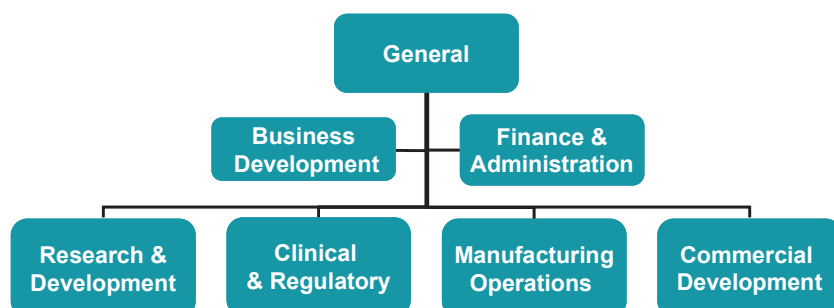 General
Business
Development
Finance &
Administration
Research &
Development
Clinical
& Regulatory
Manufacturing
Operations
Commercial
Development